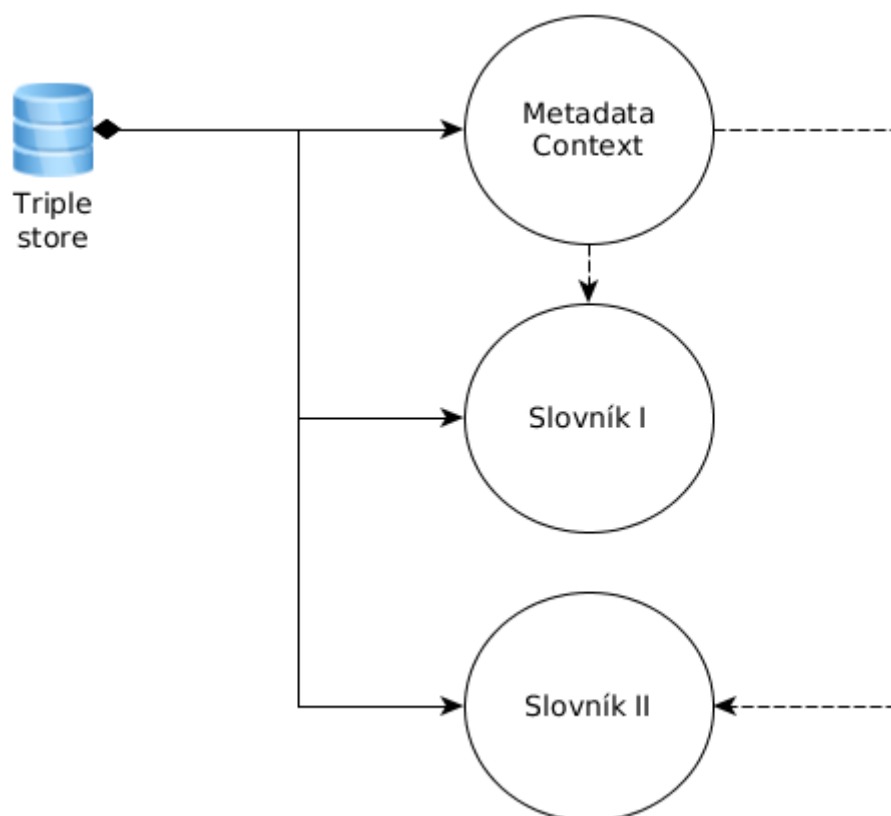 Metadata
Context
Triple
store
Slovník I
Slovník II